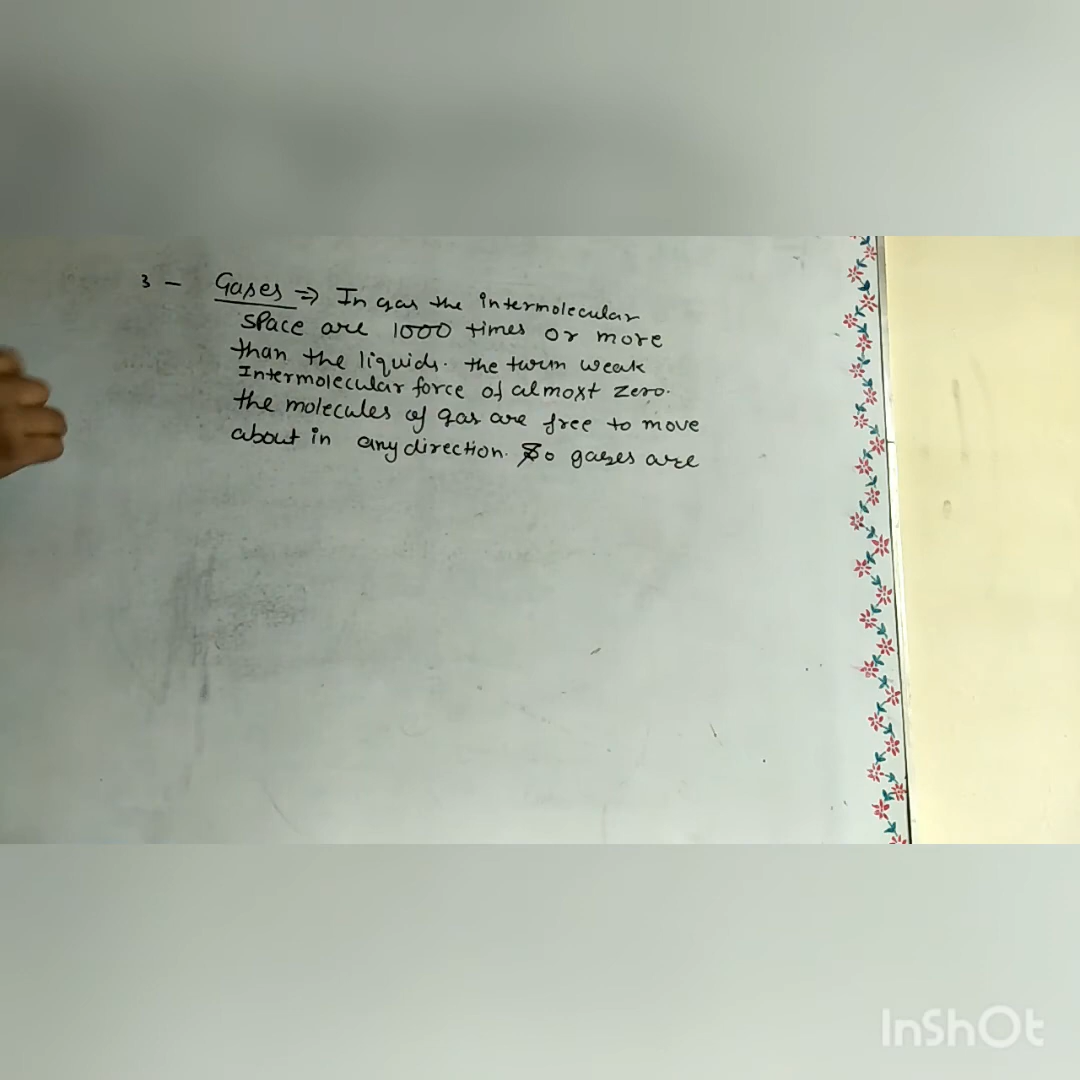 3 - Gases ⇒ In gas the intermolecular
space are 1000 times or more
than the liquids. the turm weak
Intermolecular force of almost zero.
the molecules of gas are free to move
about in any direction. So gases are
InShOt